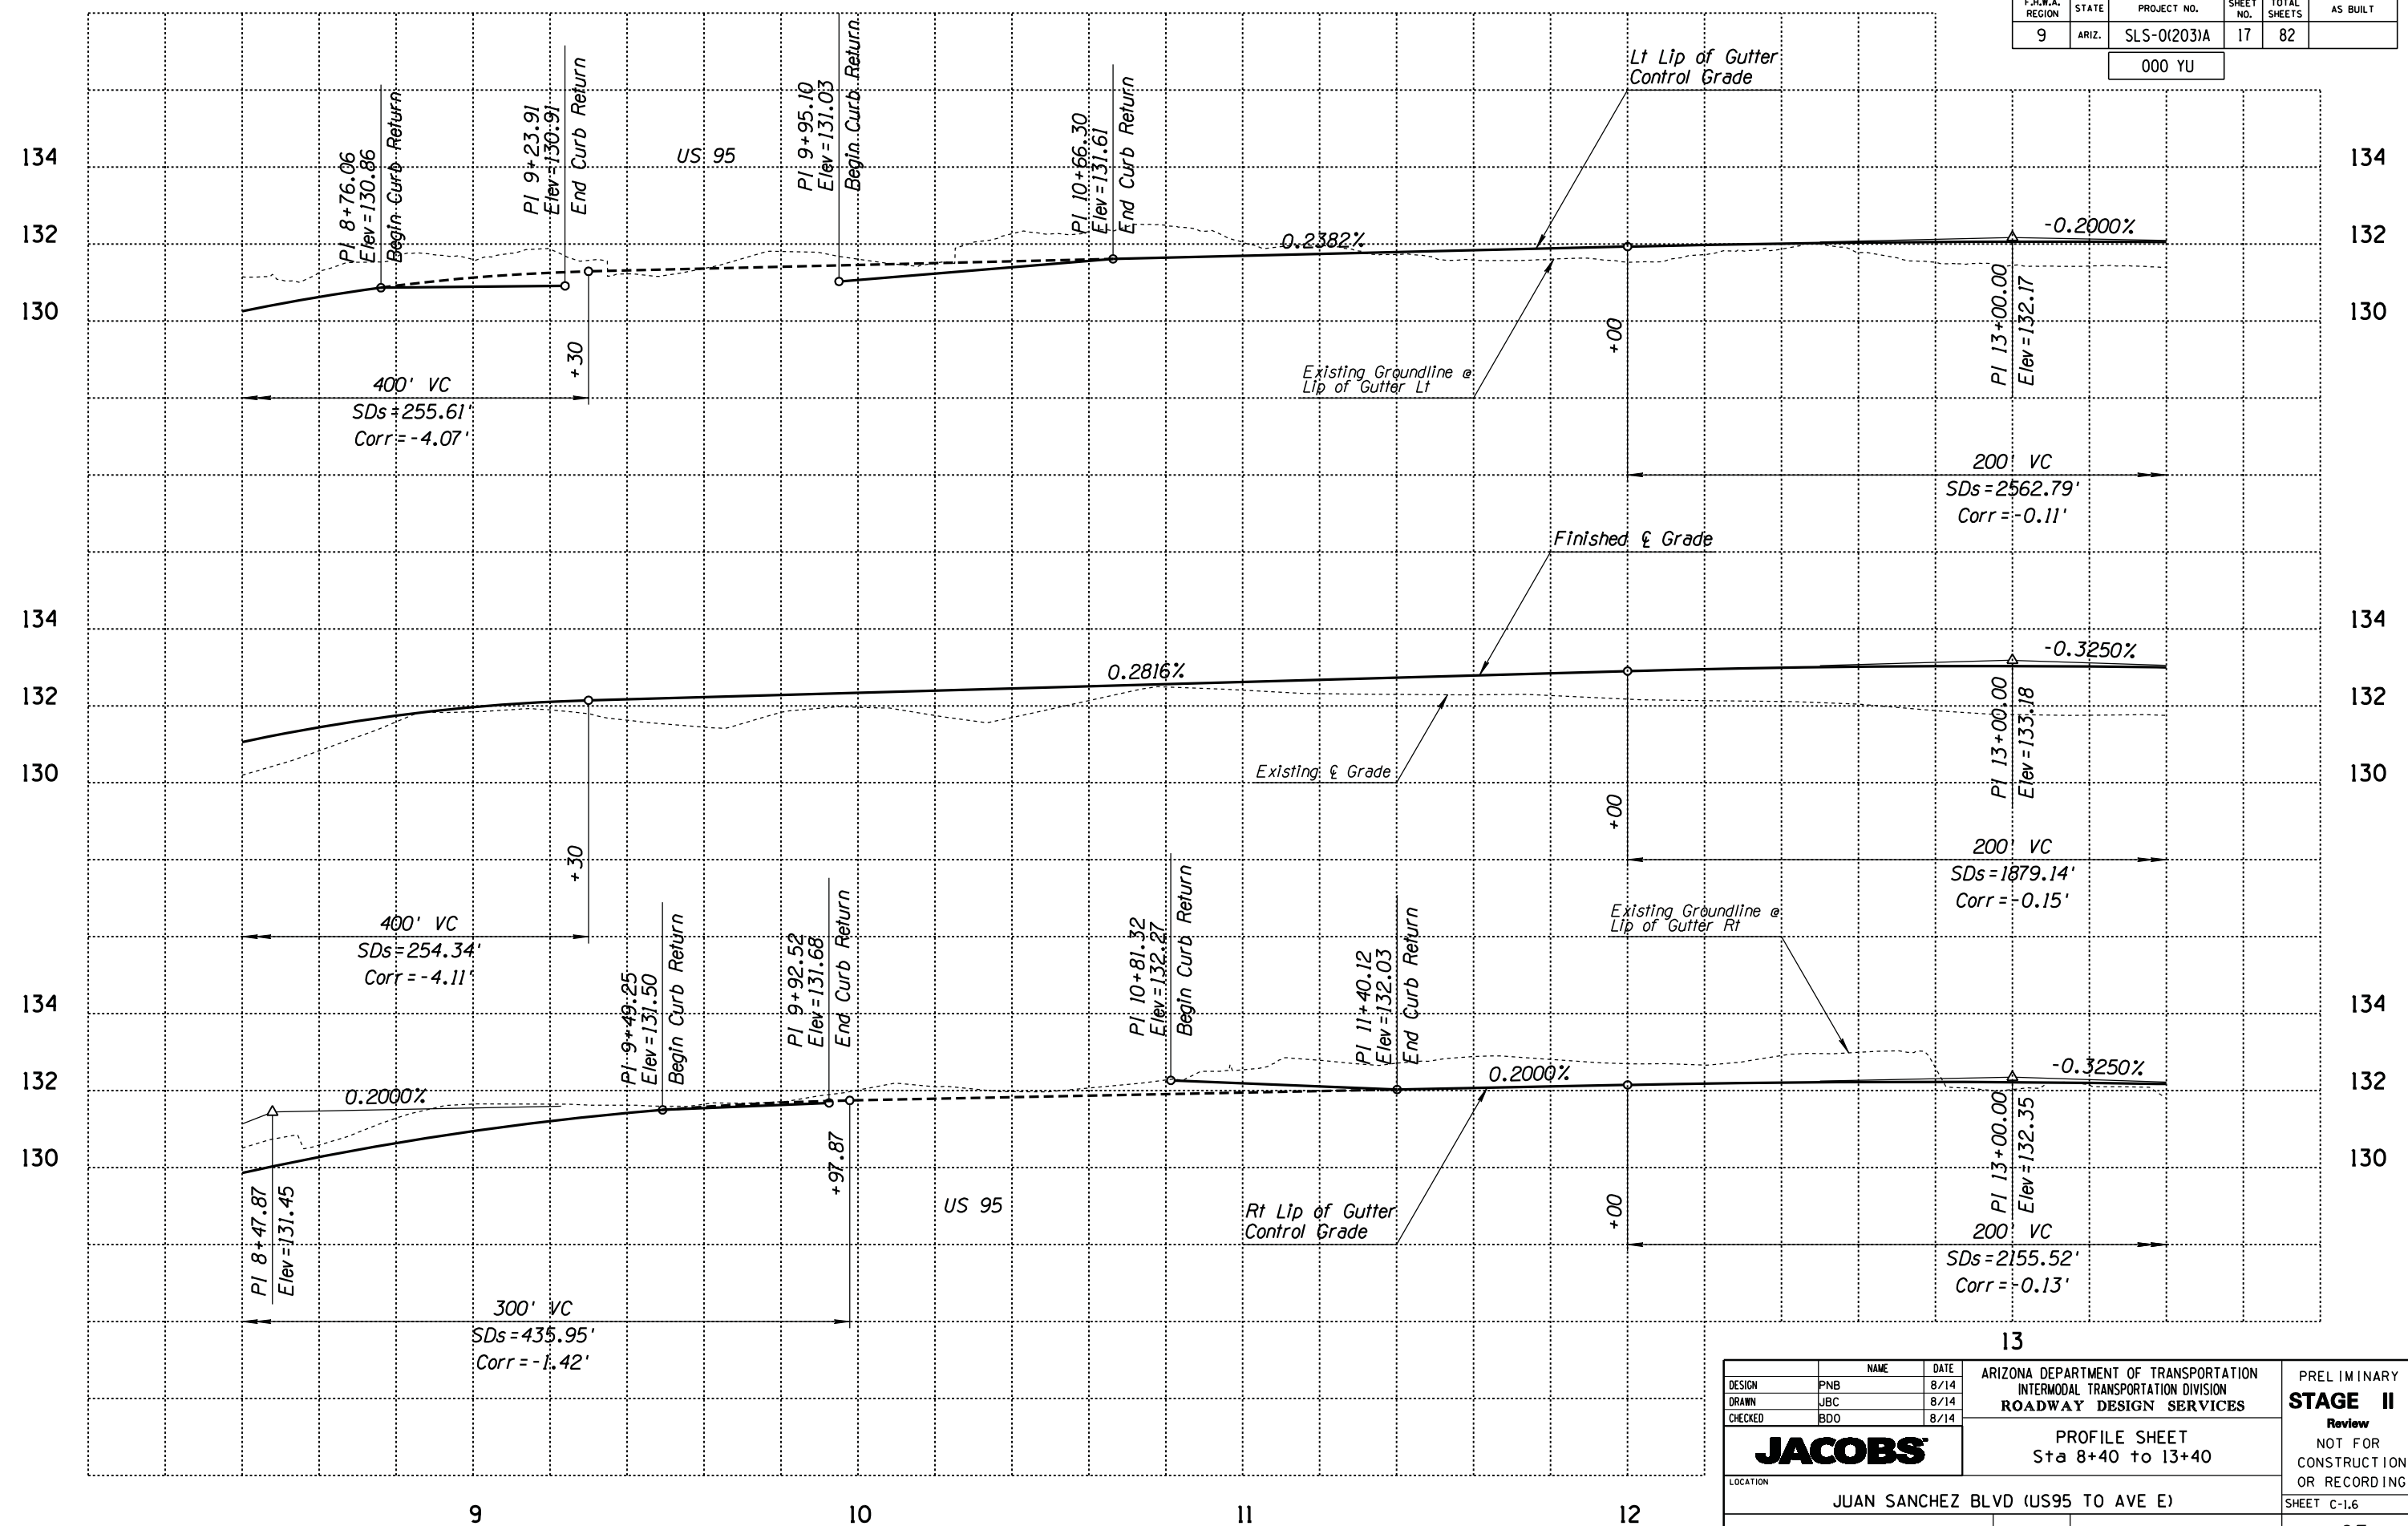 F.H.W.A. REGION STATE PROJECT NO. SHEET NO. TOTAL SHEETS AS BUILT
9 ARIZ. SLS-0(203)A 17 82
000 YU
134
132
130
134
132
130
PI 8+76.06
Elev=130.86
Begin Curb Return
PI 9+23.91
Elev=130.91
End Curb Return
US 95
PI 9+95.10
Elev=131.03
Begin Curb Return
PI 10+66.30
Elev=131.61
End Curb Return
Lt Lip of Gutter
Control Grade
0.2382%
-0.2000%
+30
400' VC
SDs=255.61'
Corr=-4.07'
Existing Groundline @
Lip of Gutter Lt
+00
PI 13+00.00
Elev=132.17
200' VC
SDs=2562.79'
Corr=-0.11'
134
132
130
134
132
130
Finished ℄ Grade
0.2816%
-0.3250%
Existing ℄ Grade
+30
400' VC
SDs=254.34'
Corr=-4.11'
+00
PI 13+00.00
Elev=133.18
200' VC
SDs=1879.14'
Corr=-0.15'
134
132
130
134
132
130
0.2000%
PI 8+47.87
Elev=131.45
PI 9+49.25
Elev=131.50
Begin Curb Return
PI 9+92.52
Elev=131.68
End Curb Return
+97.87
US 95
PI 10+81.32
Elev=132.27
Begin Curb Return
PI 11+40.12
Elev=132.03
End Curb Return
Existing Groundline @
Lip of Gutter Rt
0.2000%
-0.3250%
Rt Lip of Gutter
Control Grade
+00
PI 13+00.00
Elev=132.35
200' VC
SDs=2155.52'
Corr=-0.13'
300' VC
SDs=435.95'
Corr=-1.42'
13
9
10
11
12
NAME DATE
DESIGN PNB 8/14
DRAWN JBC 8/14
CHECKED BDO 8/14
JACOBS
ARIZONA DEPARTMENT OF TRANSPORTATION
INTERMODAL TRANSPORTATION DIVISION
ROADWAY DESIGN SERVICES
PROFILE SHEET
Sta 8+40 to 13+40
PRELIMINARY
STAGE II
Review
NOT FOR
CONSTRUCTION
OR RECORDING
LOCATION
JUAN SANCHEZ BLVD (US95 TO AVE E)
SHEET C-1.6